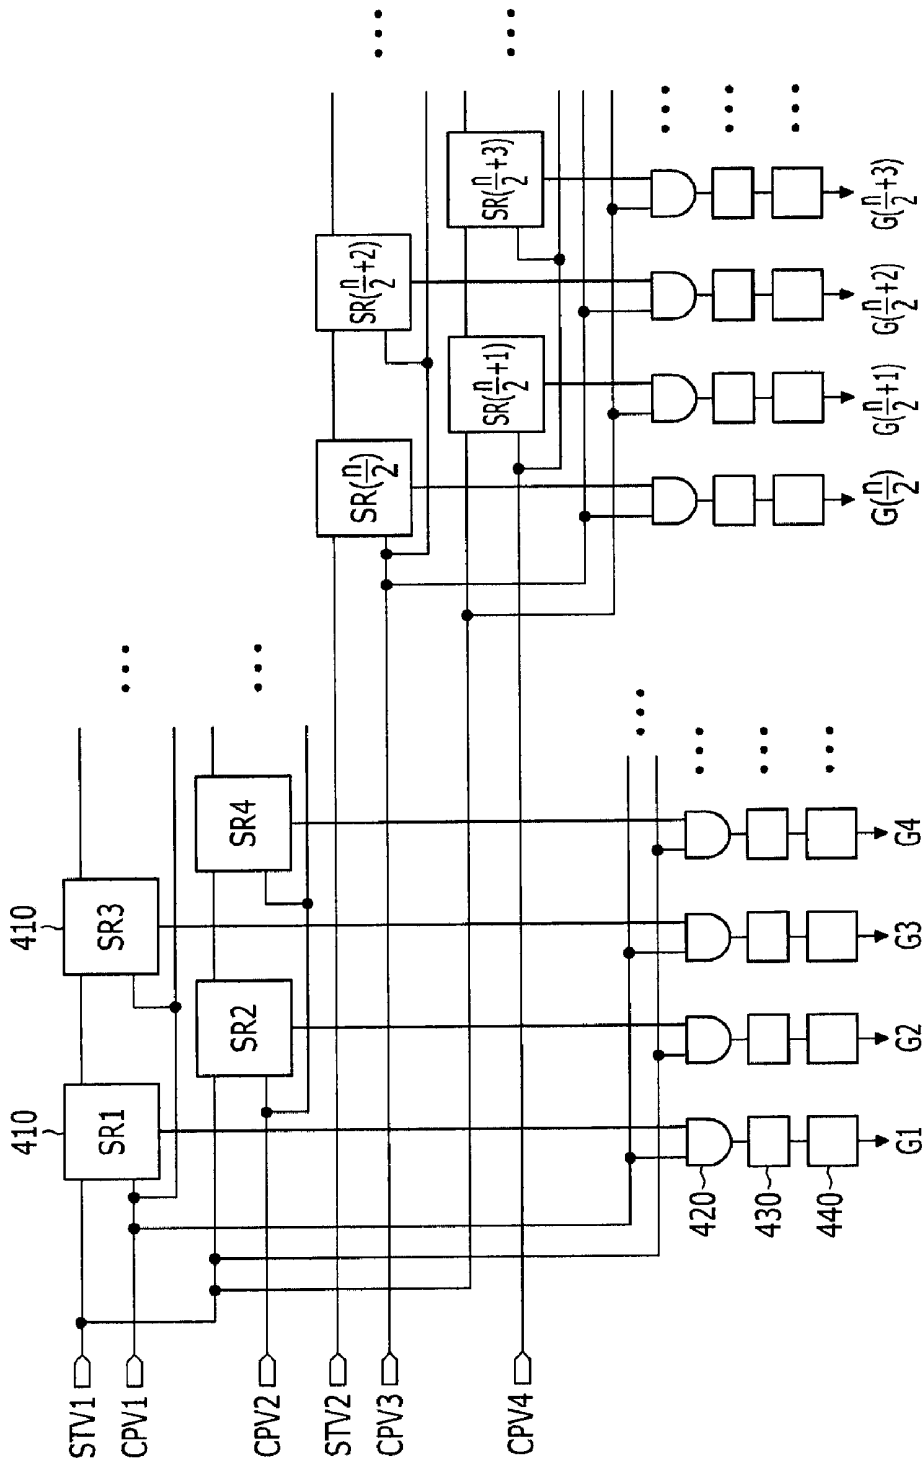 STV1
CPV1
CPV2
STV2
CPV3
CPV4
410
410
SR1
SR3
SR2
SR4
SR(n/2)
SR(n/2+2)
SR(n/2+1)
SR(n/2+3)
420
430
440
G1
G2
G3
G4
G(n/2)
G(n/2+1)
G(n/2+2)
G(n/2+3)